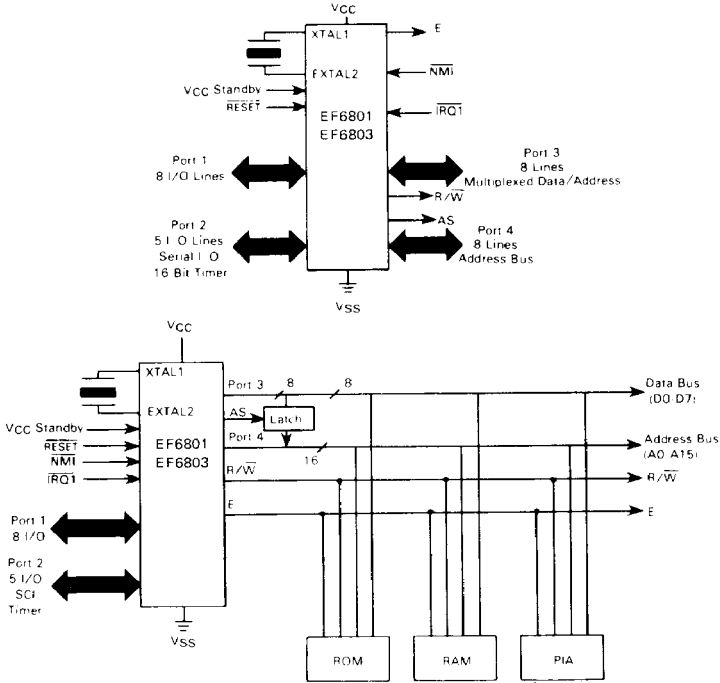 VCC
XTAL1
E
EXTAL2
NMI
VCC Standby
RESET
IRQ1
EF6801
EF6803
Port 1
8 I/O Lines
Port 3
8 Lines
Multiplexed Data/Address
R/W
AS
Port 2
5 I O Lines
Serial I O
16 Bit Timer
Port 4
8 Lines
Address Bus
VSS
VCC
XTAL1
Port 3
8
8
Data Bus
(D0-D7)
EXTAL2
AS
Latch
VCC Standby
RESET
NMI
IRQ1
EF6801
EF6803
Port 4
16
Address Bus
(A0 A15)
R/W
R/W
E
E
Port 1
8 I/O
Port 2
5 I/O
SCI
Timer
VSS
ROM
RAM
PIA